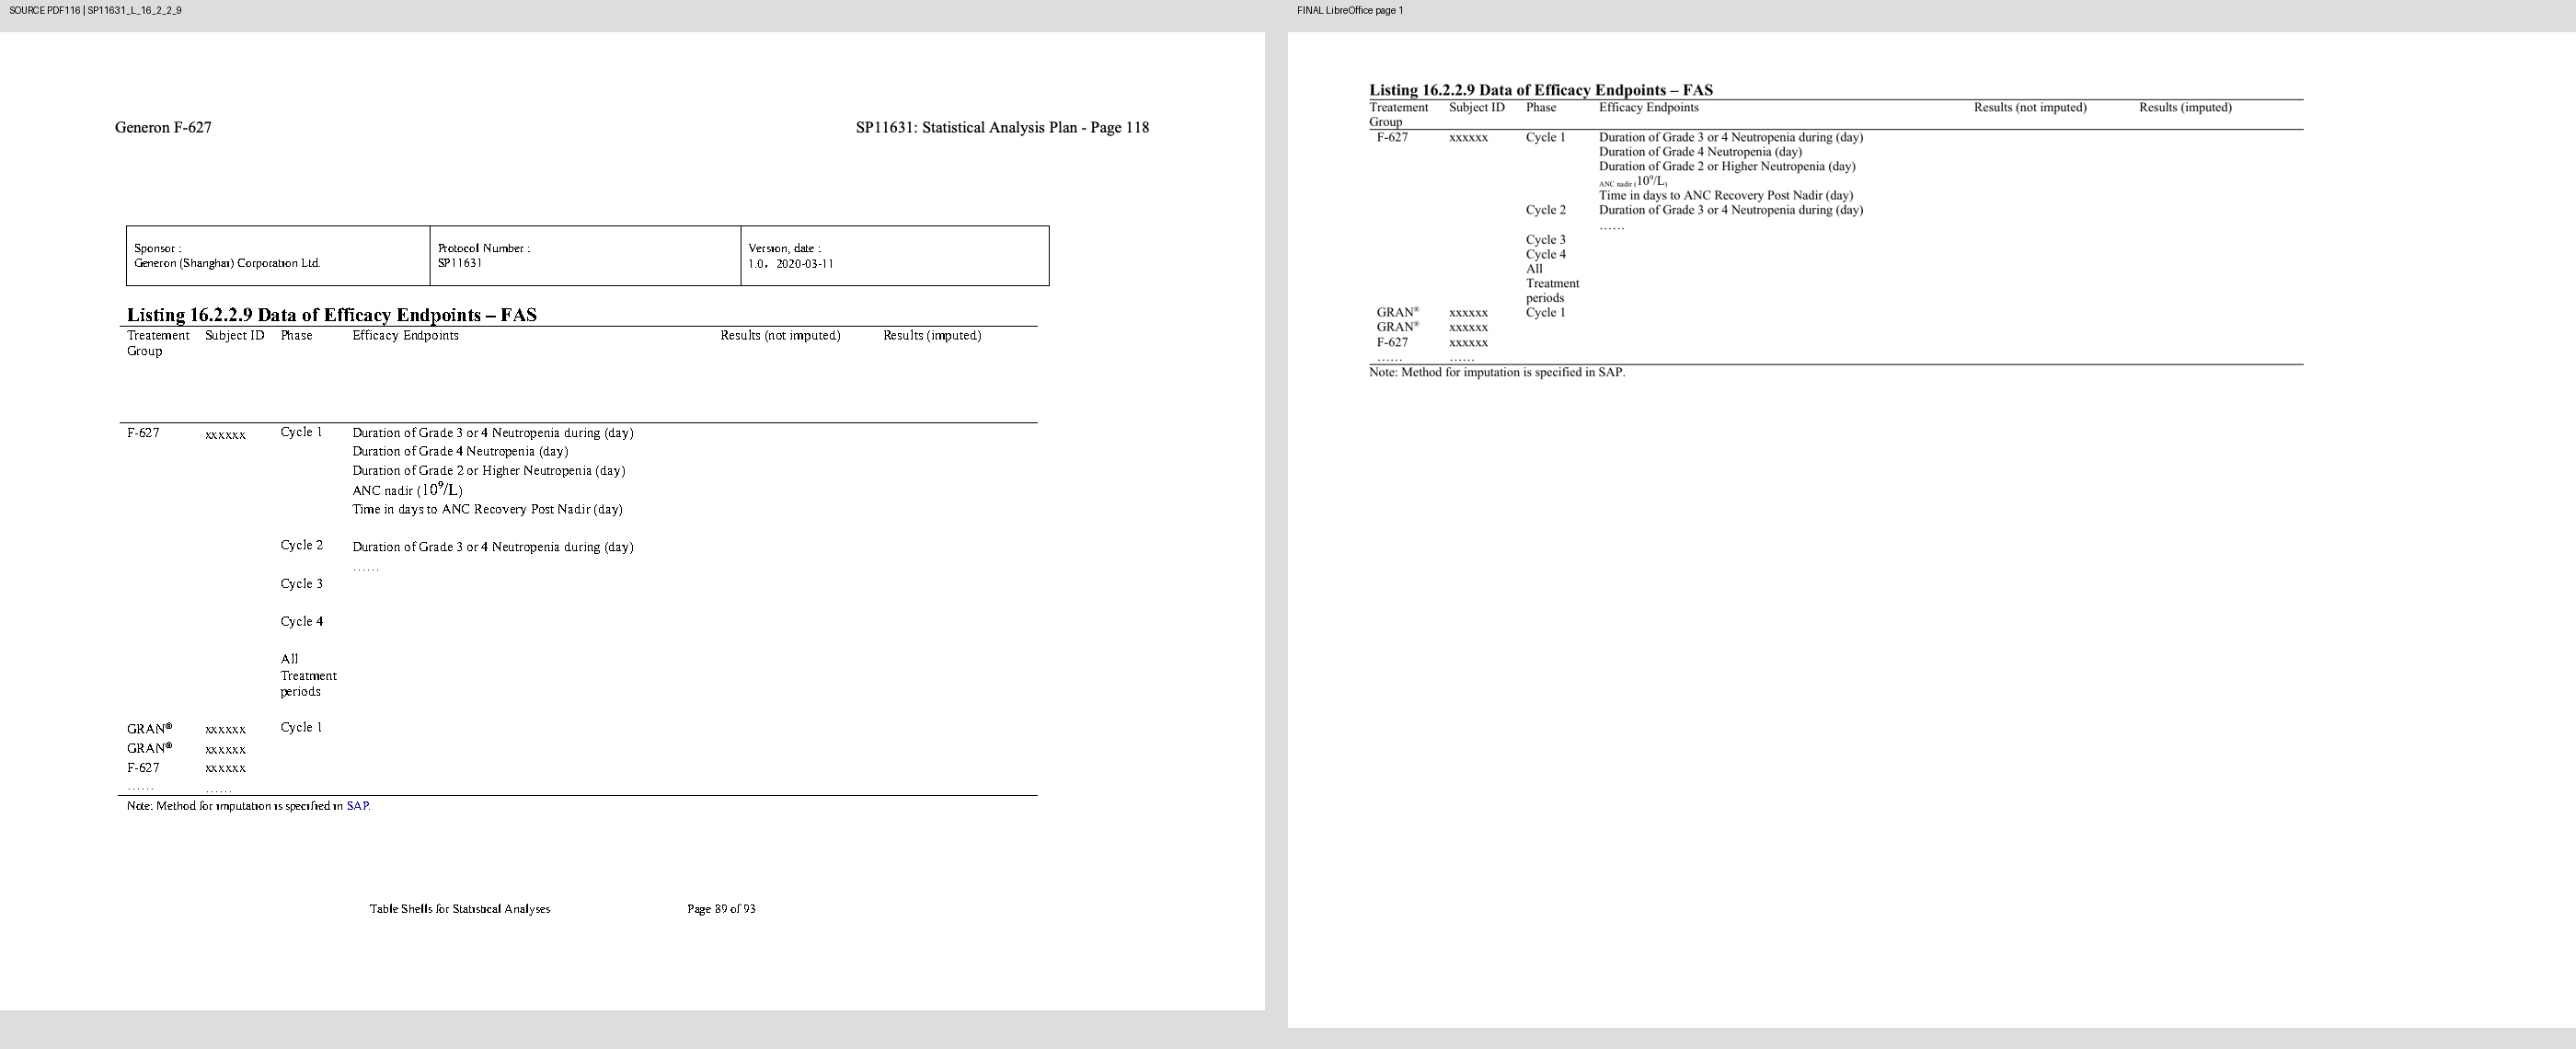 SOURCE PDF116 | SP11631_L_16_2_2_9
Generon F-627
SP11631: Statistical Analysis Plan - Page 118
Sponsor :
Generon (Shanghai) Corporation Ltd.
Protocol Number :
SP11631
Version, date :
1.0，2020-03-11
Listing 16.2.2.9 Data of Efficacy Endpoints – FAS
Treatement Subject ID Phase Efficacy Endpoints Results (not imputed) Results (imputed)
Group
F-627 xxxxxx Cycle 1 Duration of Grade 3 or 4 Neutropenia during (day)
Duration of Grade 4 Neutropenia (day)
Duration of Grade 2 or Higher Neutropenia (day)
ANC nadir (10⁹/L)
Time in days to ANC Recovery Post Nadir (day)
Cycle 2 Duration of Grade 3 or 4 Neutropenia during (day)
......
Cycle 3
Cycle 4
All
Treatment
periods
GRAN® xxxxxx Cycle 1
GRAN® xxxxxx
F-627 xxxxxx
...... ......
Note: Method for imputation is specified in SAP.
Table Shells for Statistical Analyses Page 89 of 93
FINAL LibreOffice page 1
Listing 16.2.2.9 Data of Efficacy Endpoints – FAS
Treatement Subject ID Phase Efficacy Endpoints Results (not imputed) Results (imputed)
Group
F-627 xxxxxx Cycle 1 Duration of Grade 3 or 4 Neutropenia during (day)
Duration of Grade 4 Neutropenia (day)
Duration of Grade 2 or Higher Neutropenia (day)
ANC nadir (10⁹/L)
Time in days to ANC Recovery Post Nadir (day)
Cycle 2 Duration of Grade 3 or 4 Neutropenia during (day)
......
Cycle 3
Cycle 4
All
Treatment
periods
GRAN® xxxxxx Cycle 1
GRAN® xxxxxx
F-627 xxxxxx
...... ......
Note: Method for imputation is specified in SAP.